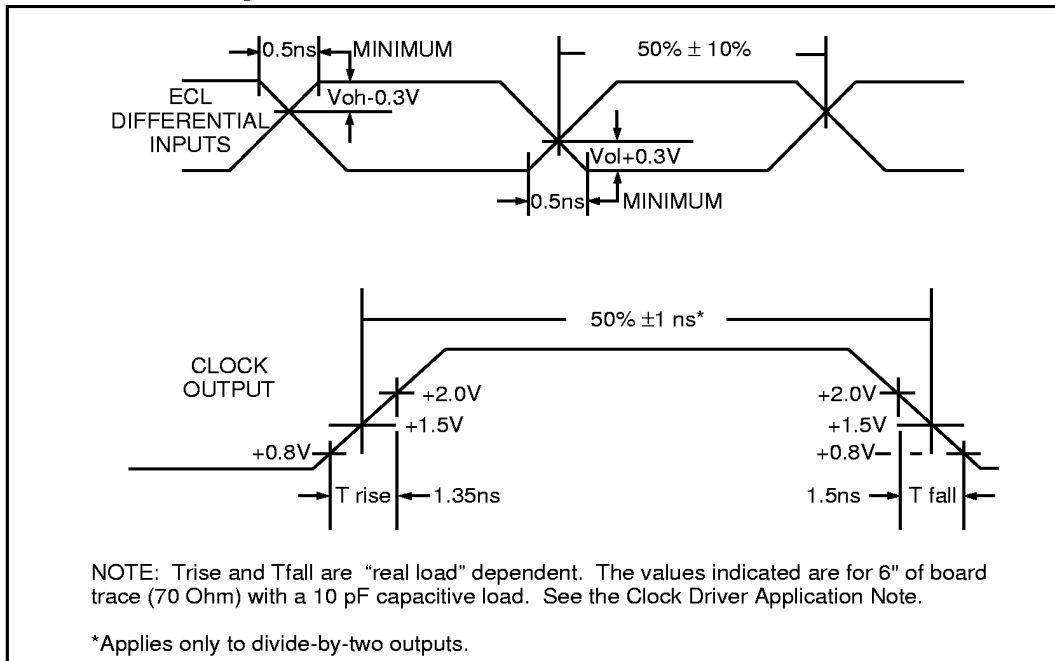 0.5ns MINIMUM 50% ± 10%
Voh-0.3V
ECL
DIFFERENTIAL
INPUTS
Vol+0.3V
0.5ns MINIMUM
50% ±1 ns*
CLOCK
OUTPUT
+2.0V +2.0V
+1.5V +1.5V
+0.8V +0.8V
T rise 1.35ns 1.5ns T fall
NOTE: Trise and Tfall are “real load” dependent. The values indicated are for 6" of board
trace (70 Ohm) with a 10 pF capacitive load. See the Clock Driver Application Note.
*Applies only to divide-by-two outputs.